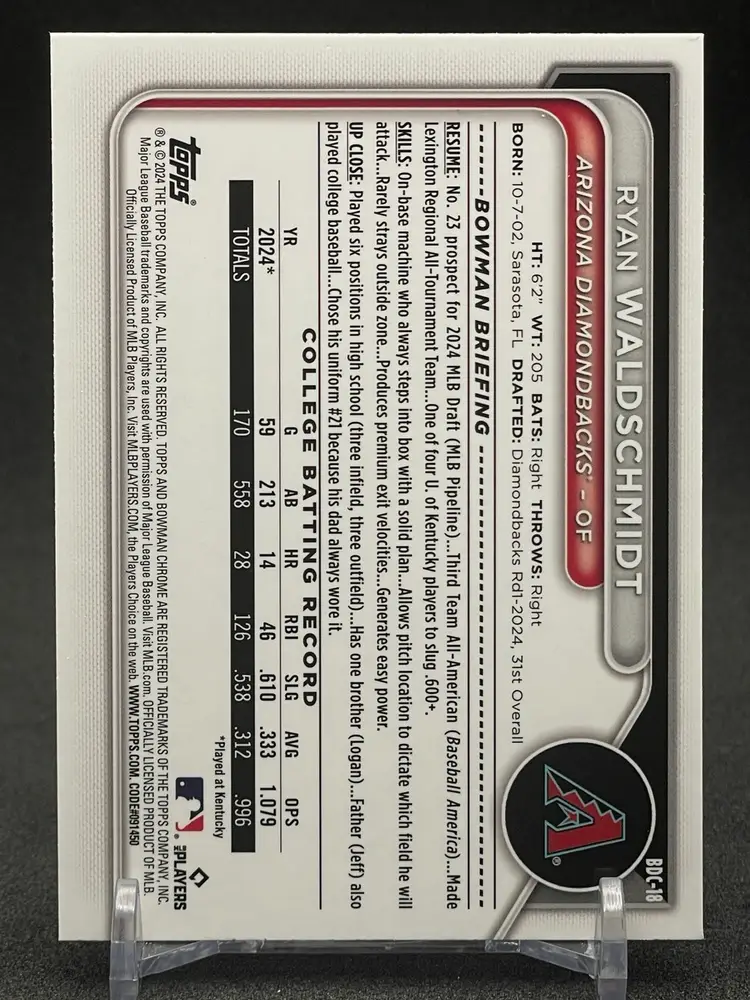 BDC-18
RYAN WALDSCHMIDT
ARIZONA DIAMONDBACKS® – OF
HT: 6'2" WT: 205 BATS: Right THROWS: Right
BORN: 10-7-02, Sarasota, FL DRAFTED: Diamondbacks Rd1-2024, 31st Overall
BOWMAN BRIEFING
RESUME: No. 23 prospect for 2024 MLB Draft (MLB Pipeline)...Third Team All-American (Baseball America)...Made
Lexington Regional All-Tournament Team...One of four U. of Kentucky players to slug .600+.
SKILLS: On-base machine who always steps into box with a solid plan...Allows pitch location to dictate which field he will
attack...Rarely strays outside zone...Produces premium exit velocities...Generates easy power.
UP CLOSE: Played six positions in high school (three infield, three outfield)...Has one brother (Logan)...Father (Jeff) also
played college baseball...Chose his uniform #21 because his dad always wore it.
COLLEGE BATTING RECORD
YR G AB HR RBI SLG AVG OPS
2024* 59 213 14 46 .610 .333 1.079
TOTALS 170 558 28 126 .538 .312 .996
*Played at Kentucky
topps®
MLB PLAYERS
® & © 2024 THE TOPPS COMPANY, INC. ALL RIGHTS RESERVED. TOPPS AND BOWMAN CHROME ARE REGISTERED TRADEMARKS OF THE TOPPS COMPANY, INC.
Major League Baseball trademarks and copyrights are used with permission of Major League Baseball. Visit MLB.com. OFFICIALLY LICENSED PRODUCT OF MLB.
Officially Licensed Product of MLB Players, Inc. Visit MLBPLAYERS.COM, the Players Choice on the web. WWW.TOPPS.COM. CODE#091450